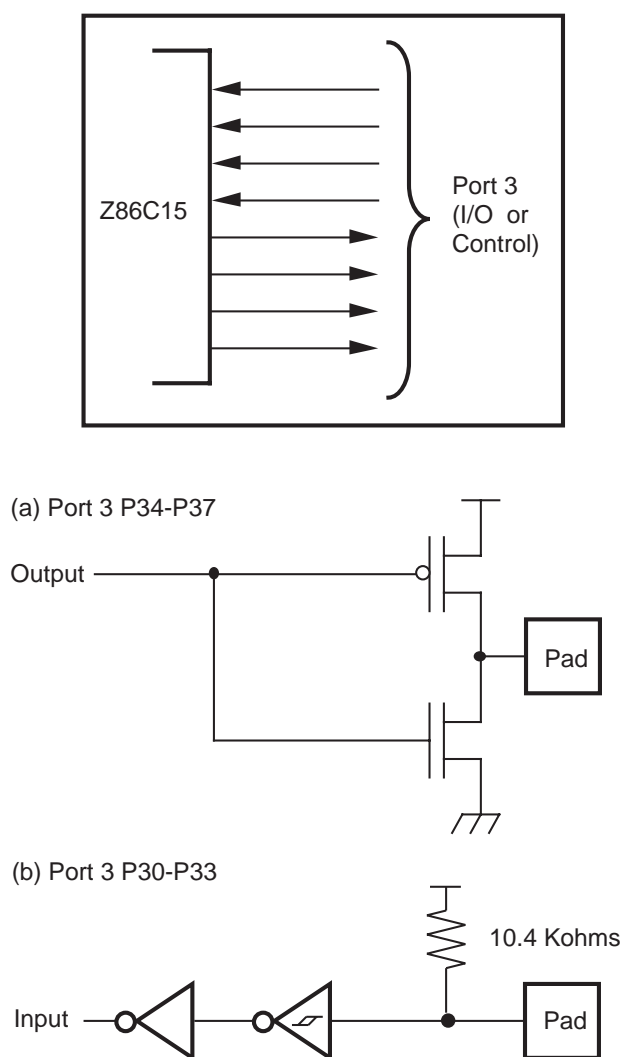 Z86C15
Port 3
(I/O or
Control)
(a) Port 3 P34-P37
Output
Pad
(b) Port 3 P30-P33
10.4 Kohms
Input
Pad